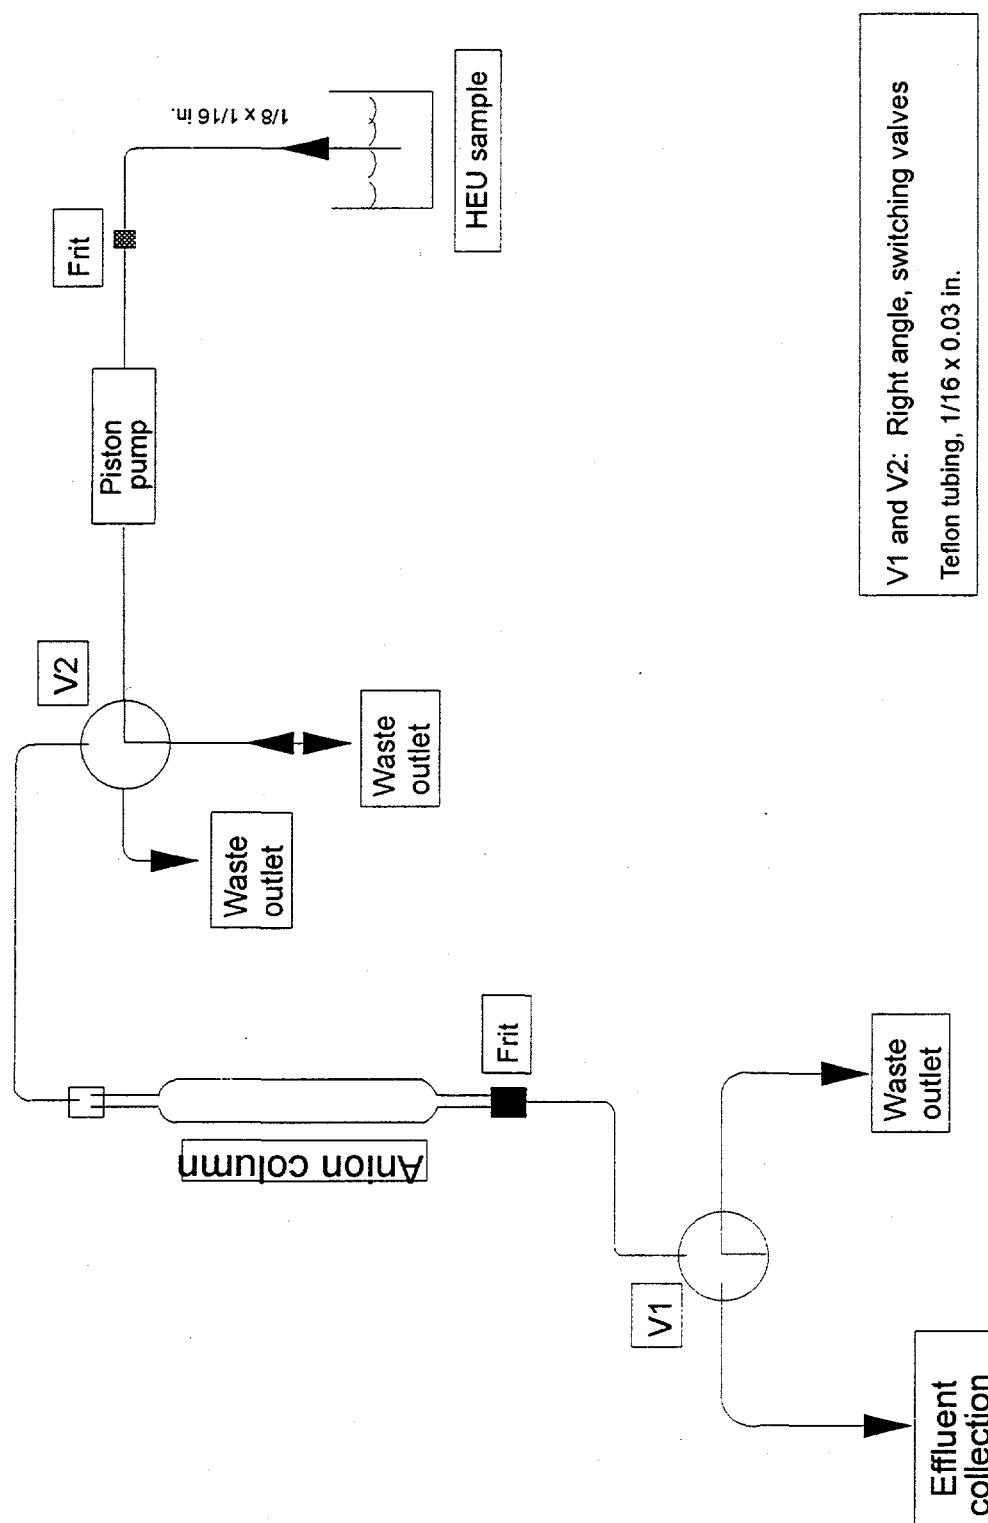 1/8 x 1/16 in.
HEU sample
Frit
Piston
pump
V2
Waste
outlet
Waste
outlet
Anion column
Frit
V1
Waste
outlet
Effluent
collection
V1 and V2: Right angle, switching valves
Teflon tubing, 1/16 x 0.03 in.